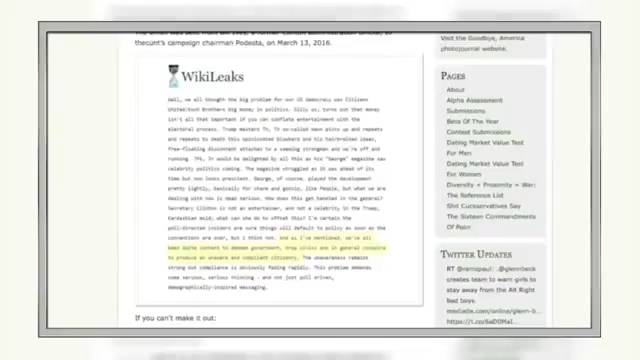 thecunt's campaign chairman Podesta, on March 13, 2016.
WikiLeaks
Well, we all thought the big problem for our US democracy was Citizens
United/Koch Brothers big money in politics. Silly us; turns out that money
isn't all that important if you can conflate entertainment with the
electoral process. Trump masters TV, TV so-called news picks up and repeats
and repeats to death this opinionated blowhard and his hairbrained ideas,
free-floating discontent attaches to a seeming strongman and we're off and
running. JFK, Jr would be delighted by all this as his "George" magazine saw
celebrity politics coming. The magazine struggled as it was ahead of its
time but now looks prescient. George, of course, played the development
pretty lightly, basically for charm and gossip, like People, but what we are
dealing with now is dead serious. How does this get handled in the general?
Secretary Clinton is not an entertainer, and not a celebrity in the Trump,
Kardashian mold; what can she do to offset this? I'm certain the
poll-directed insiders are sure things will default to policy as soon as the
conventions are over, but I think not. And as I've mentioned, we've all
been quite content to demean government, drop civics and in general conspire
to produce an unaware and compliant citizenry. The unawareness remains
strong but compliance is obviously fading rapidly. This problem demands
some serious, serious thinking - and not just poll driven,
demographically-inspired messaging.
If you can't make it out:
Visit the Goodbye, America
photojournal website.
Pages
About
Alpha Assessment
Submissions
Beta Of The Year
Contest Submissions
Dating Market Value Test
For Men
Dating Market Value Test
For Women
Diversity + Proximity = War:
The Reference List
Shit Cuckservatives Say
The Sixteen Commandments
Of Poon
Twitter Updates
RT @ramzpaul: .@glennbeck
creates team to warn girls to
stay away from the Alt Right
Bad boys.
mediaite.com/online/glenn-b…